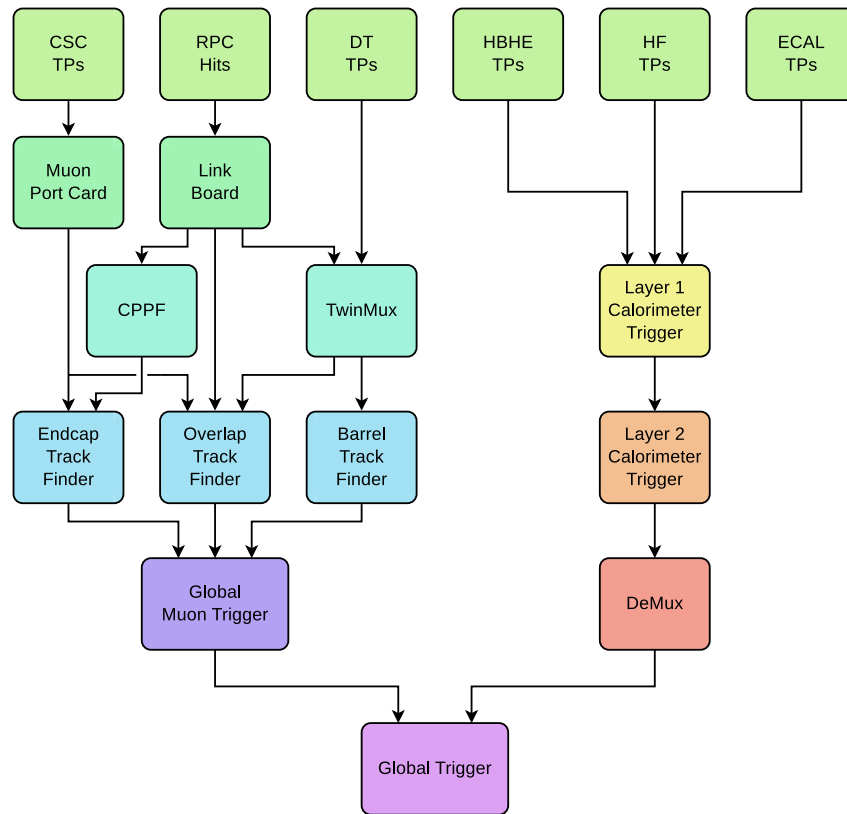 CSC
TPs
RPC
Hits
DT
TPs
HBHE
TPs
HF
TPs
ECAL
TPs
Muon
Port Card
Link
Board
CPPF
TwinMux
Layer 1
Calorimeter
Trigger
Endcap
Track
Finder
Overlap
Track
Finder
Barrel
Track
Finder
Layer 2
Calorimeter
Trigger
Global
Muon Trigger
DeMux
Global Trigger